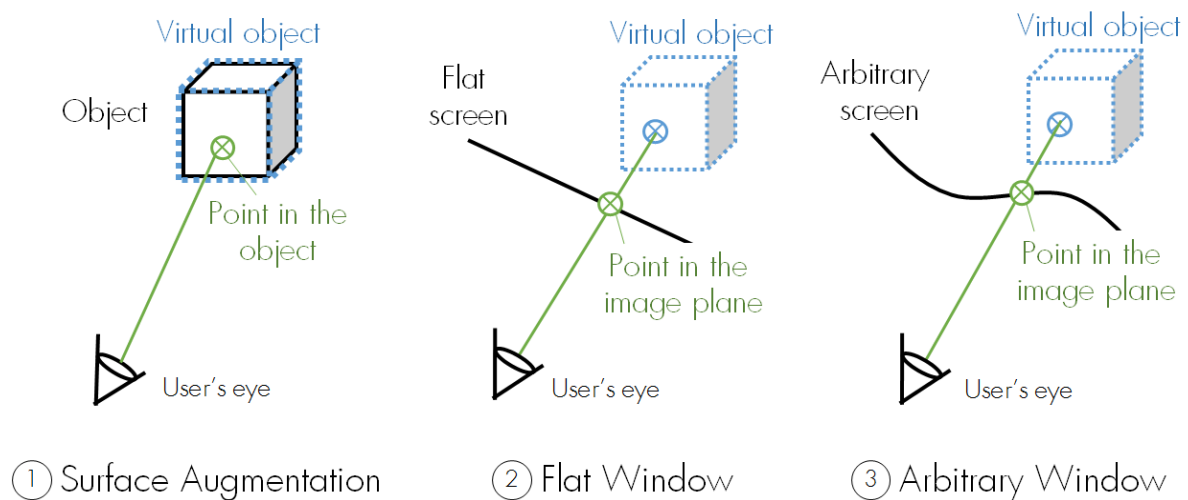 Virtual object
Object
Point in the
object
User's eye
1 Surface Augmentation
Virtual object
Flat
screen
Point in the
image plane
User's eye
2 Flat Window
Virtual object
Arbitrary
screen
Point in the
image plane
User's eye
3 Arbitrary Window